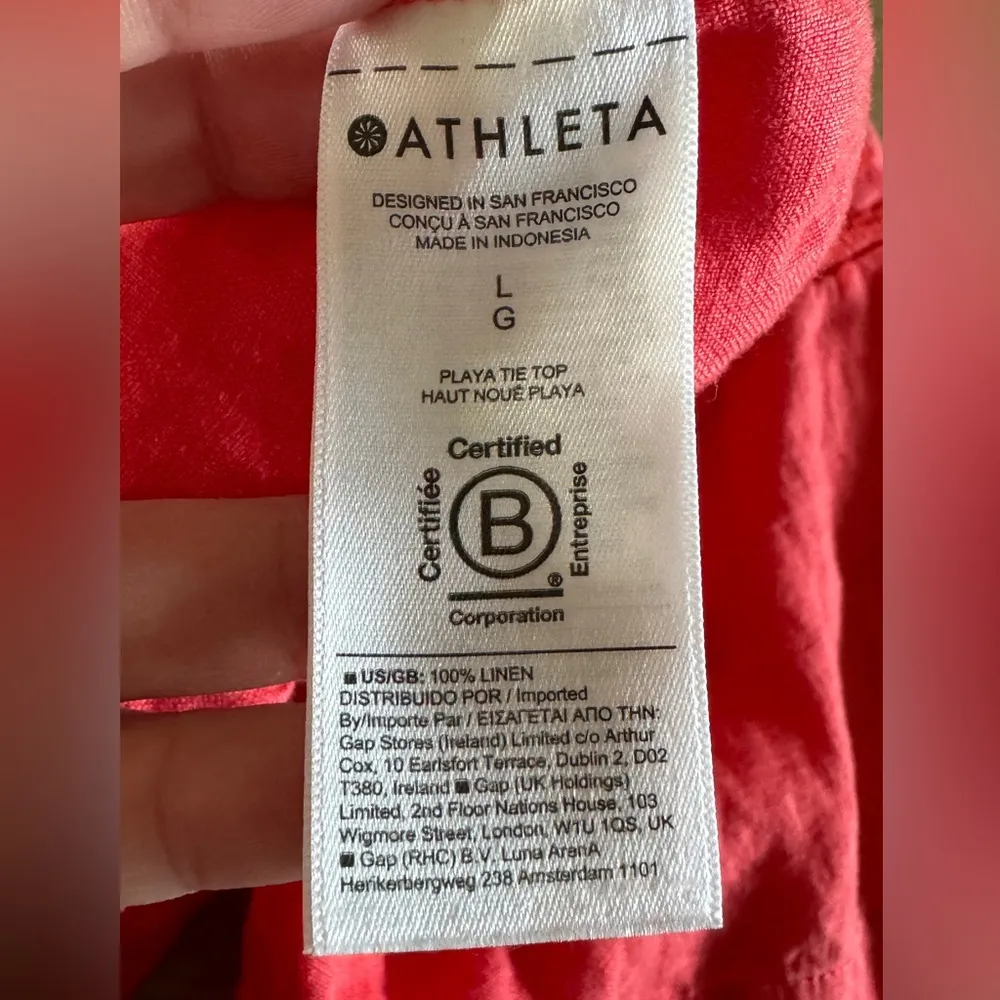 ATHLETA
DESIGNED IN SAN FRANCISCO
CONÇU À SAN FRANCISCO
MADE IN INDONESIA
L
G
PLAYA TIE TOP
HAUT NOUÉ PLAYA
Certified
Certifiée
B
Entreprise
®
Corporation
US/GB: 100% LINEN
DISTRIBUIDO POR / Imported
By/Importe Par / ΕΙΣΑΓΕΤΑΙ ΑΠΟ ΤΗΝ:
Gap Stores (Ireland) Limited c/o Arthur
Cox, 10 Earlsfort Terrace, Dublin 2, D02
T380, Ireland ■ Gap (UK Holdings)
Limited, 2nd Floor Nations House, 103
Wigmore Street, London, W1U 1QS, UK
■ Gap (RHC) B.V. Luna ArenA
Herikerbergweg 238 Amsterdam 1101